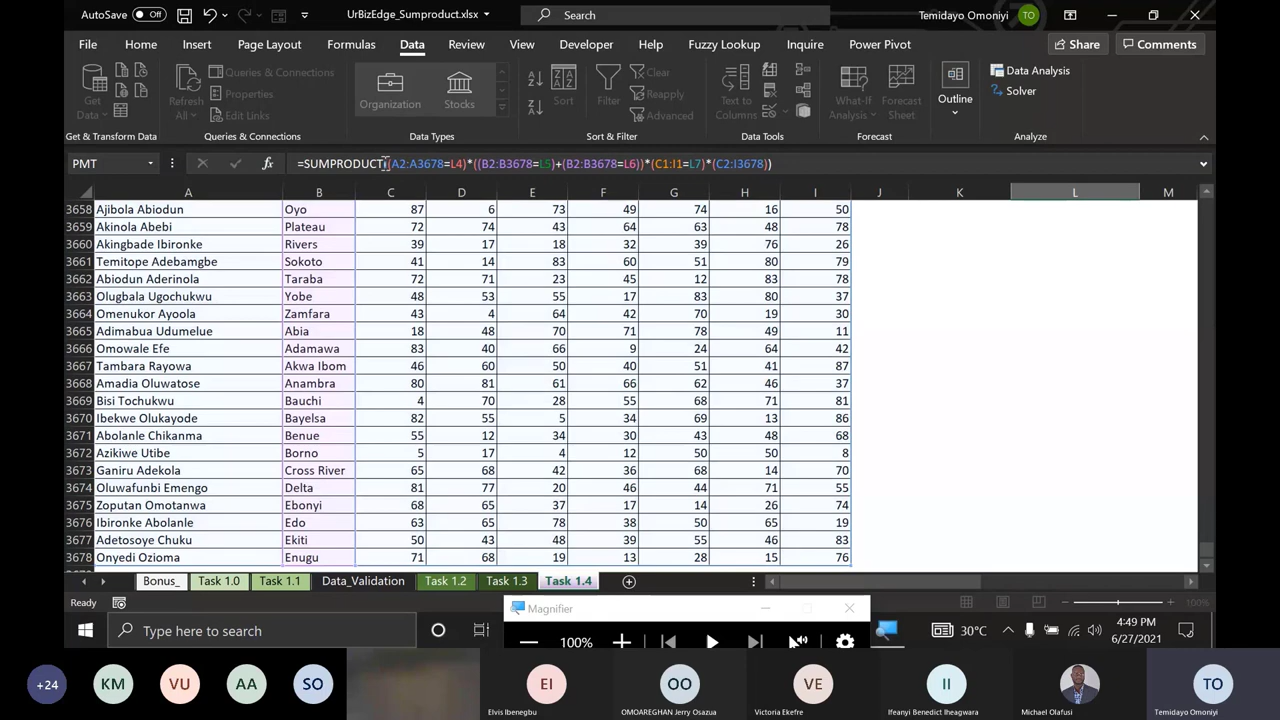 AutoSave Off UrBizEdge_Sumproduct.xlsx Search Temidayo Omoniyi TO
File Home Insert Page Layout Formulas Data Review View Developer Help Fuzzy Lookup Inquire Power Pivot Share Comments
Get Data Refresh All Queries & Connections Properties Edit Links Organization Stocks Sort Filter Clear Reapply Advanced Text to Columns What-If Analysis Forecast Sheet Outline Data Analysis Solver
Get & Transform Data Queries & Connections Data Types Sort & Filter Data Tools Forecast Analyze
PMT fx =SUMPRODUCT((A2:A3678=L4)*((B2:B3678=L5)+(B2:B3678=L6))*(C1:I1=L7)*(C2:I3678))
A B C D E F G H I J K L M
3658 Ajibola Abiodun Oyo 87 6 73 49 74 16 50
3659 Akinola Abebi Plateau 72 74 43 64 63 48 78
3660 Akingbade Ibironke Rivers 39 17 18 32 39 76 26
3661 Temitope Adebamgbe Sokoto 41 14 83 60 51 80 79
3662 Abiodun Aderinola Taraba 72 71 23 45 12 83 78
3663 Olugbala Ugochukwu Yobe 48 53 55 17 83 80 37
3664 Omenukor Ayoola Zamfara 43 4 64 42 70 19 30
3665 Adimabua Udumelue Abia 18 48 70 71 78 49 11
3666 Omowale Efe Adamawa 83 40 66 9 24 64 42
3667 Tambara Rayowa Akwa Ibom 46 60 50 40 51 41 87
3668 Amadia Oluwatose Anambra 80 81 61 66 62 46 37
3669 Bisi Tochukwu Bauchi 4 70 28 55 68 71 81
3670 Ibekwe Olukayode Bayelsa 82 55 5 34 69 13 86
3671 Abolanle Chikanma Benue 55 12 34 30 43 48 68
3672 Azikiwe Utibe Borno 5 17 4 12 50 50 8
3673 Ganiru Adekola Cross River 65 68 42 36 68 14 70
3674 Oluwafunbi Emengo Delta 81 77 20 46 44 71 55
3675 Zoputan Omotanwa Ebonyi 68 65 37 17 14 26 74
3676 Ibironke Abolanle Edo 63 65 78 38 50 65 19
3677 Adetosoye Chuku Ekiti 50 43 48 39 55 46 83
3678 Onyedi Ozioma Enugu 71 68 19 13 28 15 76
Bonus_ Task 1.0 Task 1.1 Data_Validation Task 1.2 Task 1.3 Task 1.4
Ready 100%
Magnifier
100%
Type here to search 30°C 4:49 PM
6/27/2021
+24 KM VU AA SO EI OO VE II TO
Elvis Ibenegbu OMOAREGHAN Jerry Osazua Victoria Ekefre Ifeanyi Benedict Iheagwara Michael Olafusi Temidayo Omoniyi